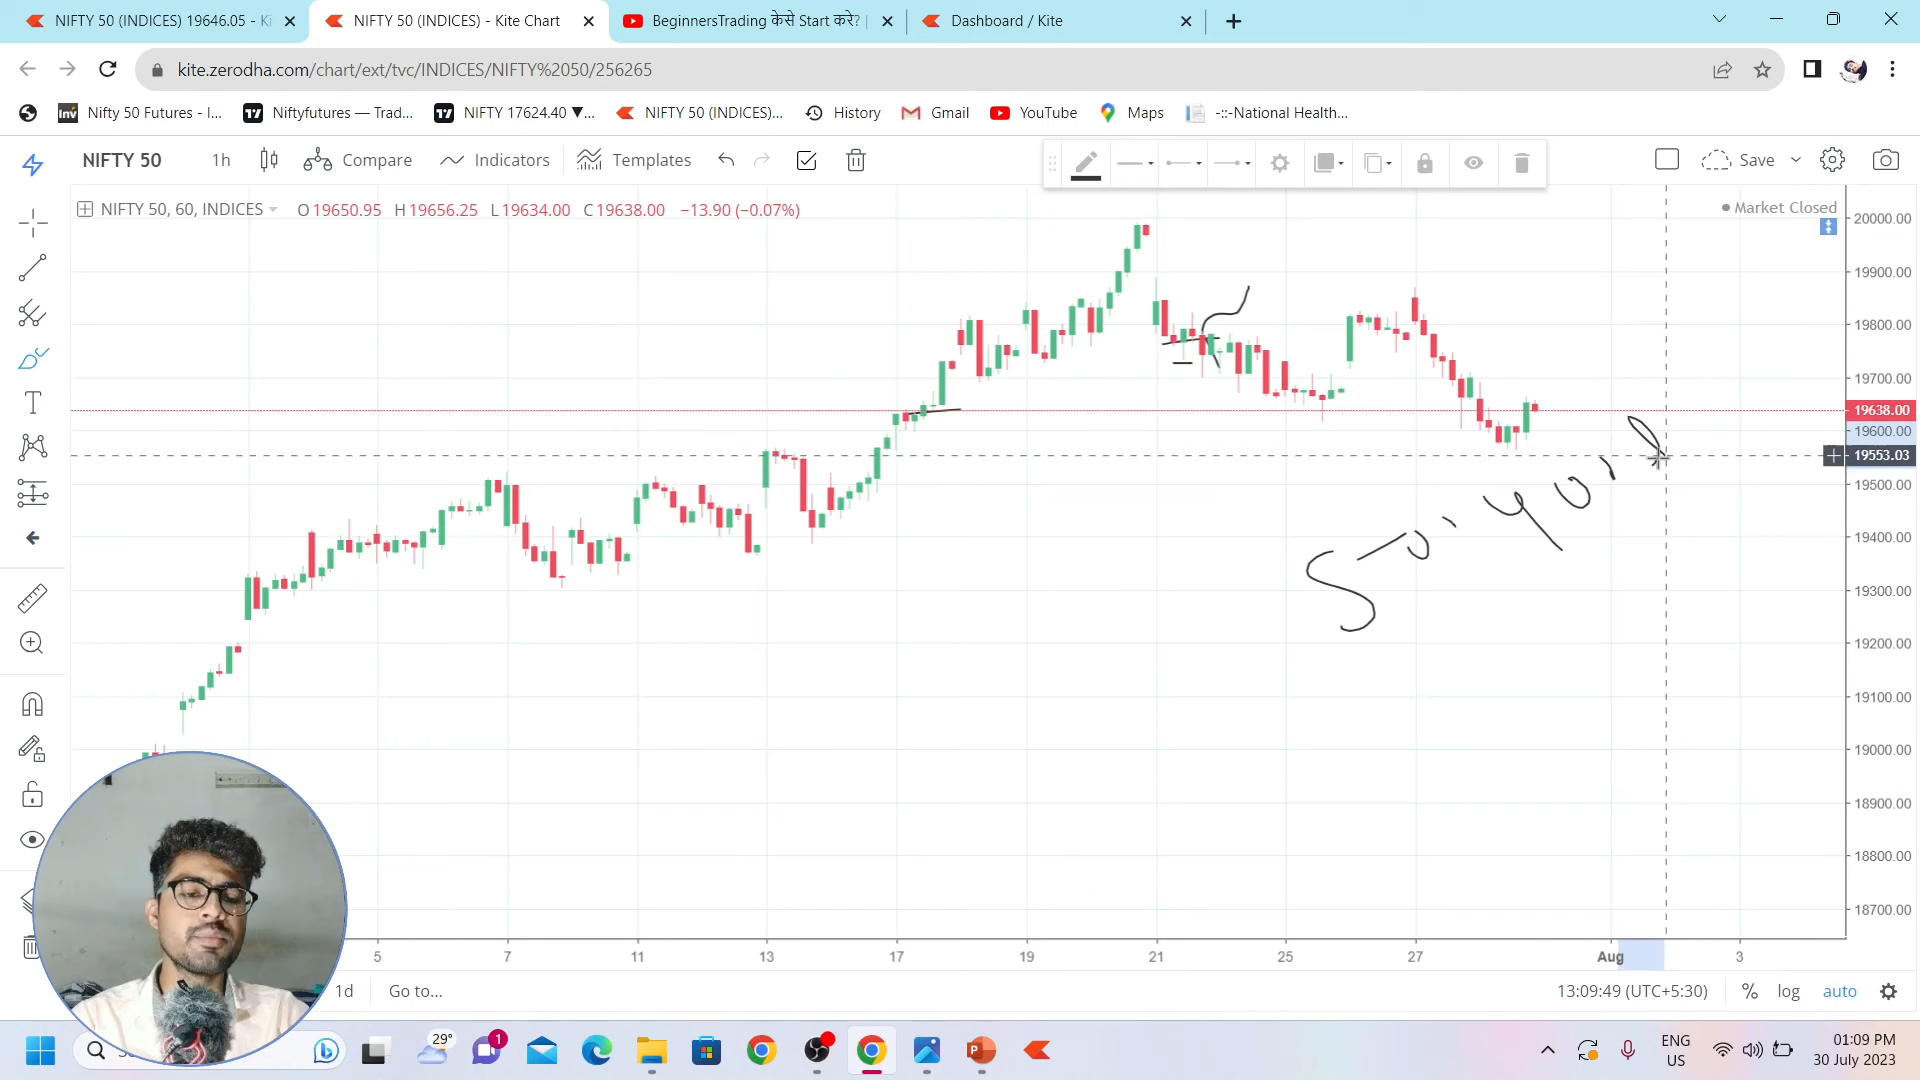 NIFTY 50 (INDICES) 19646.05 - Ki
NIFTY 50 (INDICES) - Kite Chart
BeginnersTrading केसे Start करे? |
Dashboard / Kite
kite.zerodha.com/chart/ext/tvc/INDICES/NIFTY%2050/256265
Nifty 50 Futures - I...
Niftyfutures — Trad...
NIFTY 17624.40 ▼...
NIFTY 50 (INDICES)...
History
Gmail
YouTube
Maps
-::-National Health...
NIFTY 50
1h
Compare
Indicators
Templates
Save
NIFTY 50, 60, INDICES
O 19650.95 H 19656.25 L 19634.00 C 19638.00 −13.90 (−0.07%)
Market Closed
20000.00
19900.00
19800.00
19700.00
19638.00
19600.00
19553.03
19500.00
19400.00
19300.00
19200.00
19100.00
19000.00
18900.00
18800.00
18700.00
5 7 11 13 17 19 21 25 27 Aug 3
1d
Go to...
13:09:49 (UTC+5:30)
% log auto
29°
1
ENG
US
01:09 PM
30 July 2023